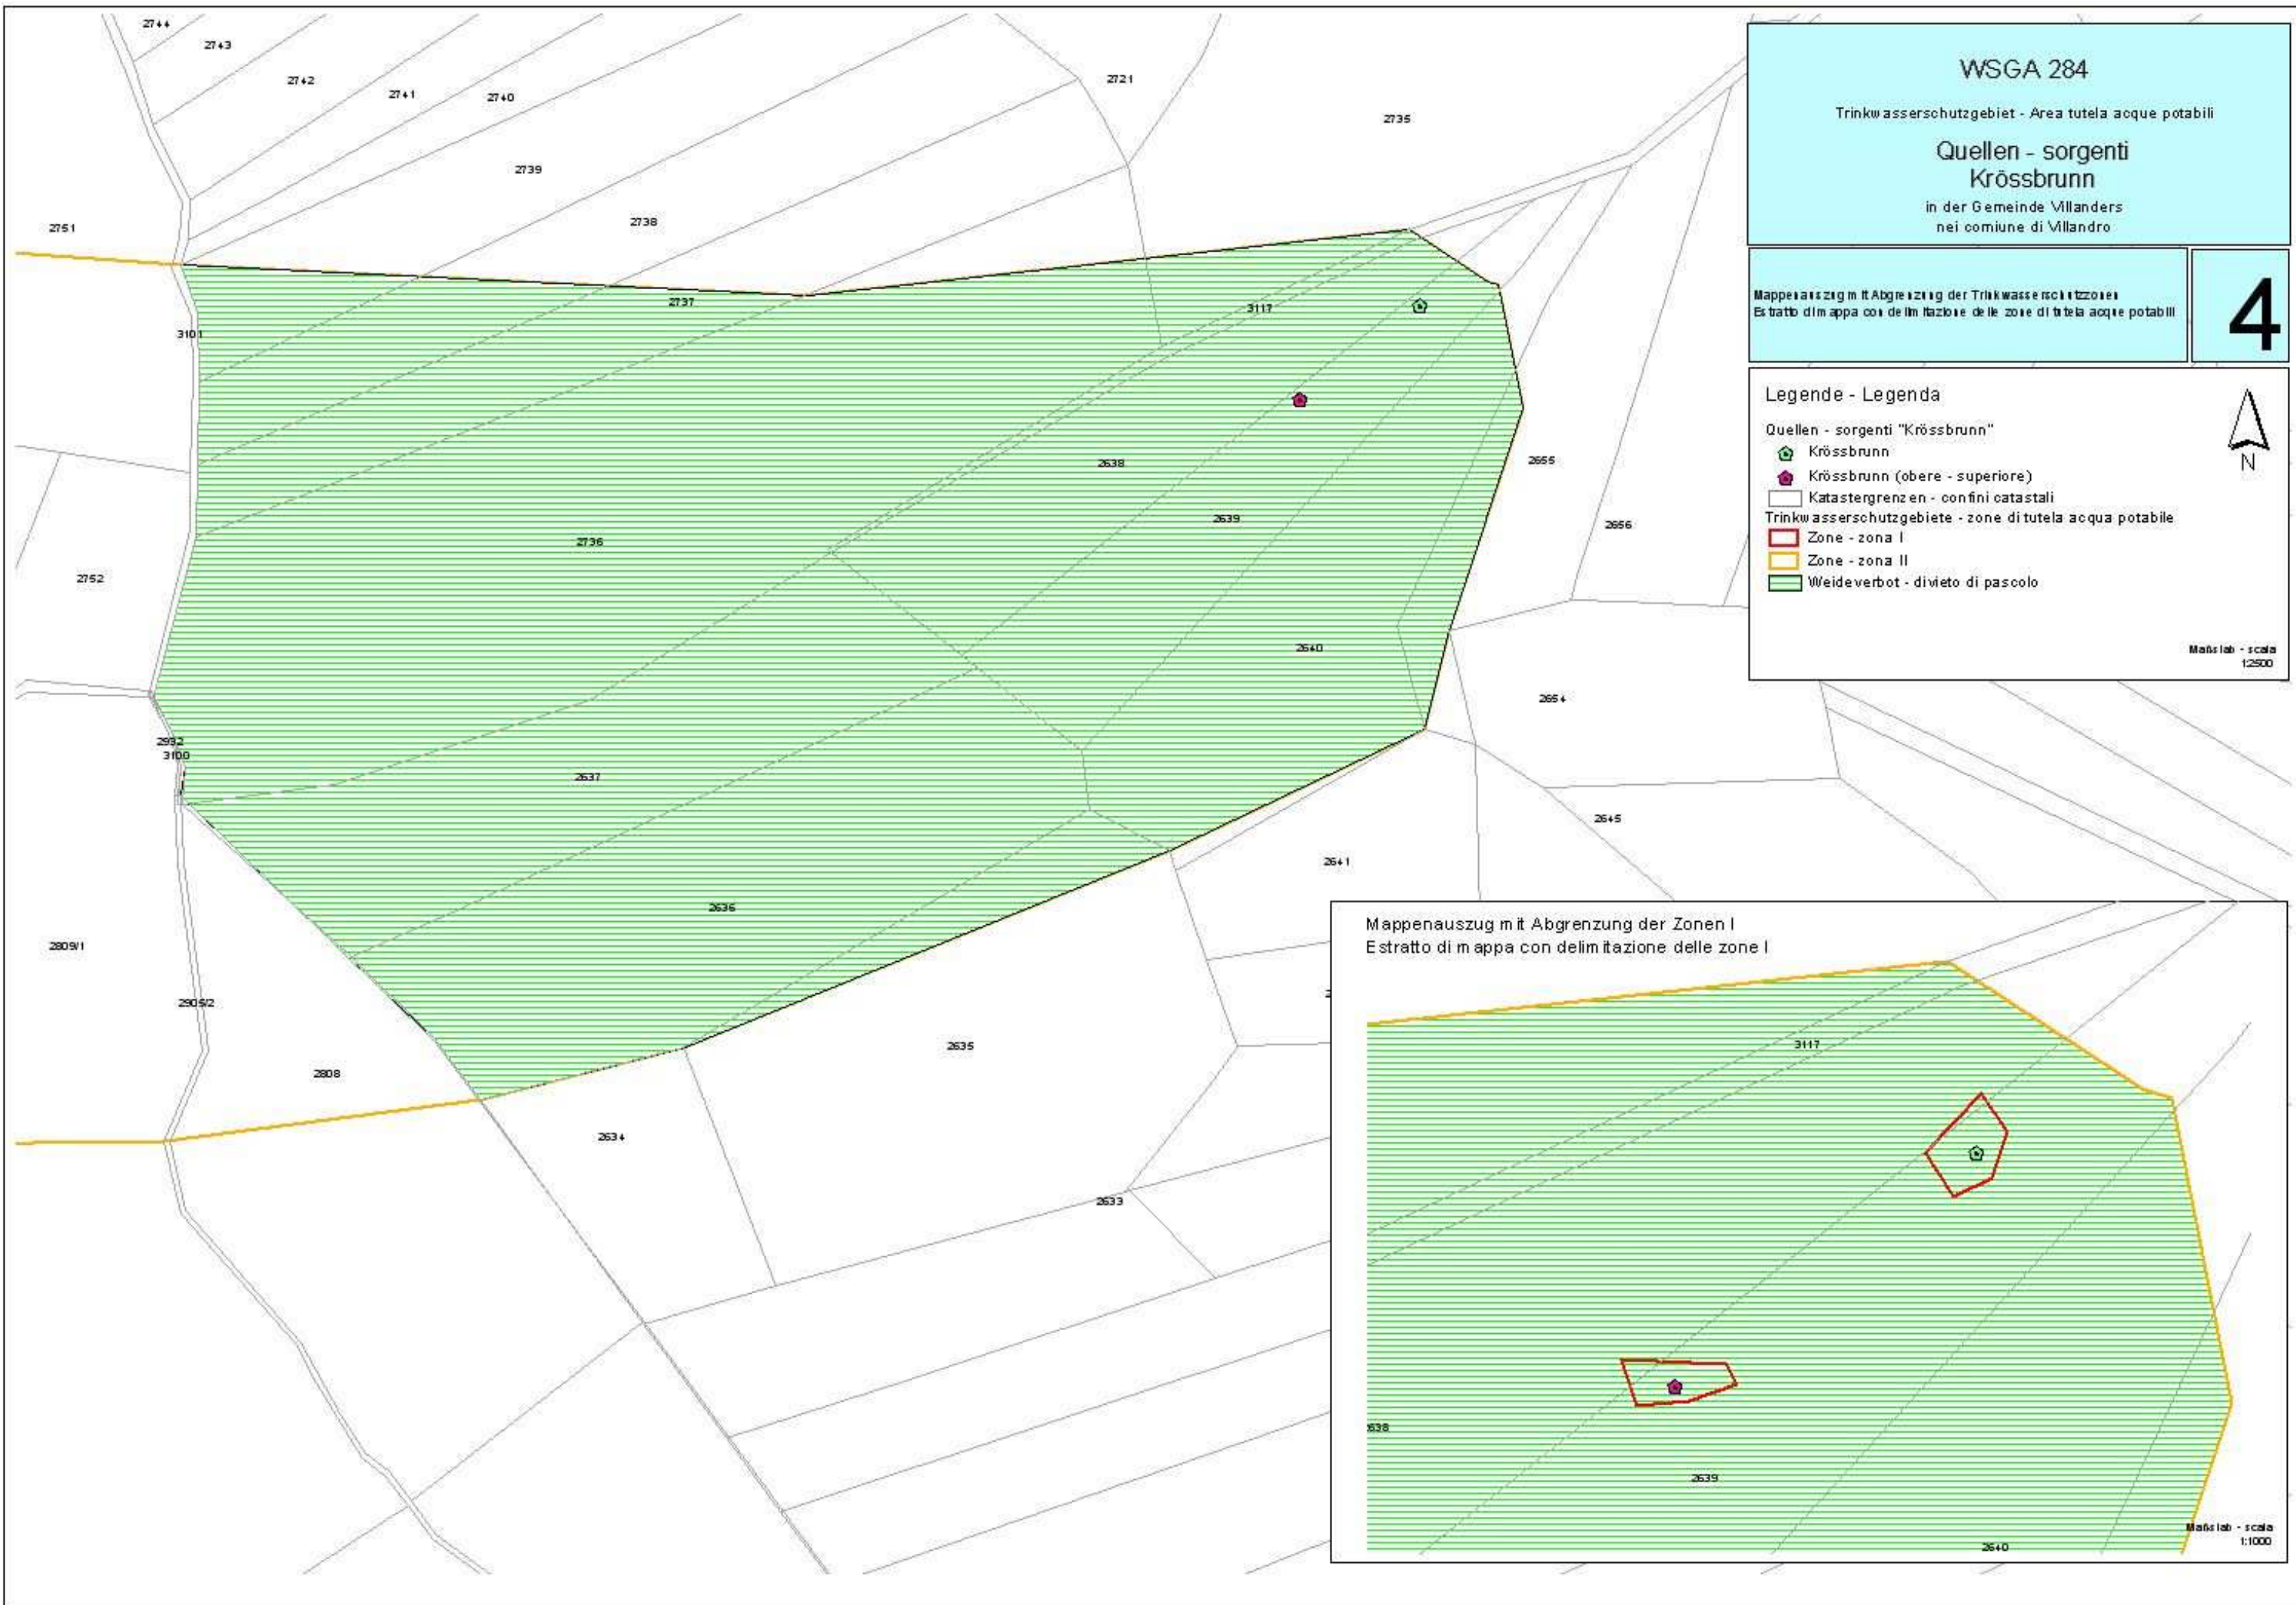 WSGA 284
Trinkwasserschutzgebiet - Area tutela acque potabili
Quellen - sorgenti
Krössbrunn
in der Gemeinde Villanders
nei comiune di Villandro
Mappenauszug mit Abgrenzung der Trinkwasserschutzzonen
Estratto di mappa con delimitazione delle zone di tutela acque potabili
4
Legende - Legenda
Quellen - sorgenti "Krössbrunn"
Krössbrunn
Krössbrunn (obere - superiore)
Katastergrenzen - confini catastali
Trinkwasserschutzgebiete - zone di tutela acqua potabile
Zone - zona I
Zone - zona II
Weideverbot - divieto di pascolo
N
Maßstab - scala
1:2500
2744
2743
2742
2741
2740
2721
2735
2739
2738
2751
2737
3117
3101
2638
2655
2639
2656
2736
2752
2640
2654
2932
3100
2637
2645
2641
2636
2809/1
2905/2
2635
2808
2634
2633
Mappenauszug mit Abgrenzung der Zonen I
Estratto di mappa con delimitazione delle zone I
3117
2639
2640
Maßstab - scala
1:1000